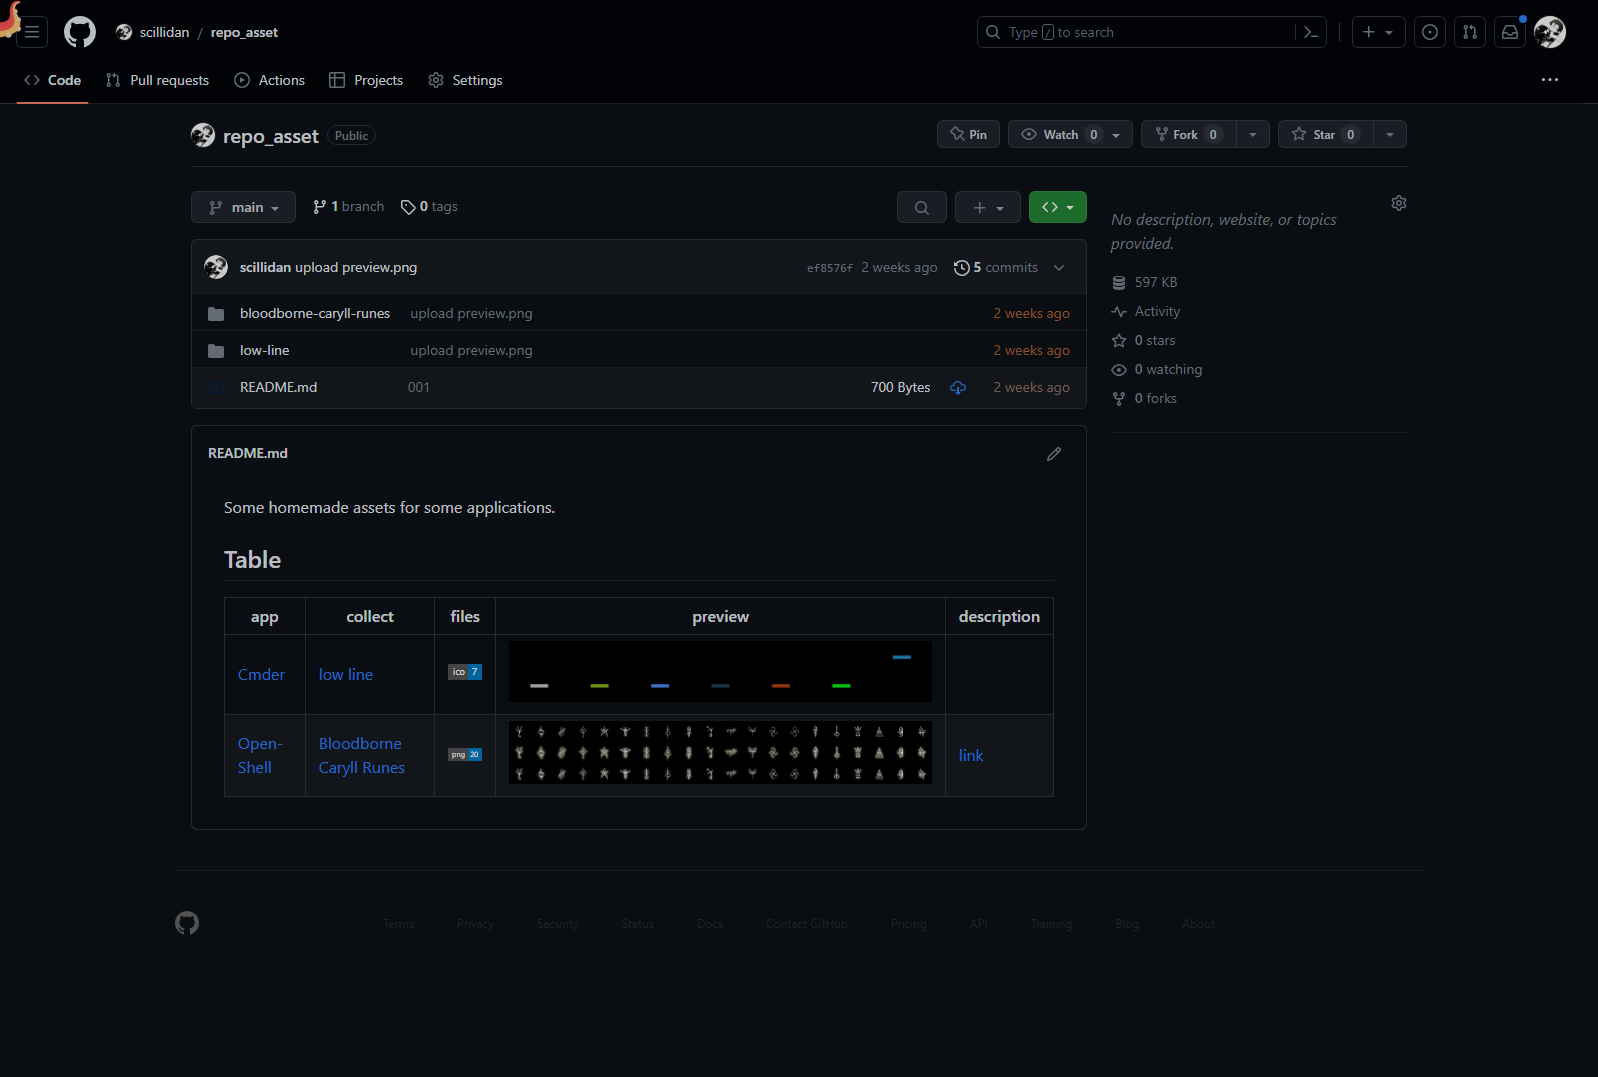 scillidan / repo_asset
Type / to search
Code Pull requests Actions Projects Settings
repo_asset Public
Pin Watch 0 Fork 0 Star 0
main 1 branch 0 tags
No description, website, or topics
provided.
scillidan upload preview.png ef8576f 2 weeks ago 5 commits
bloodborne-caryll-runes upload preview.png 2 weeks ago
low-line upload preview.png 2 weeks ago
README.md 001 700 Bytes 2 weeks ago
597 KB
Activity
0 stars
0 watching
0 forks
README.md
Some homemade assets for some applications.
Table
app collect files preview description
Cmder low line ico 7
Open-
Shell
Bloodborne
Caryll Runes
png 20
link
Terms Privacy Security Status Docs Contact GitHub Pricing API Training Blog About